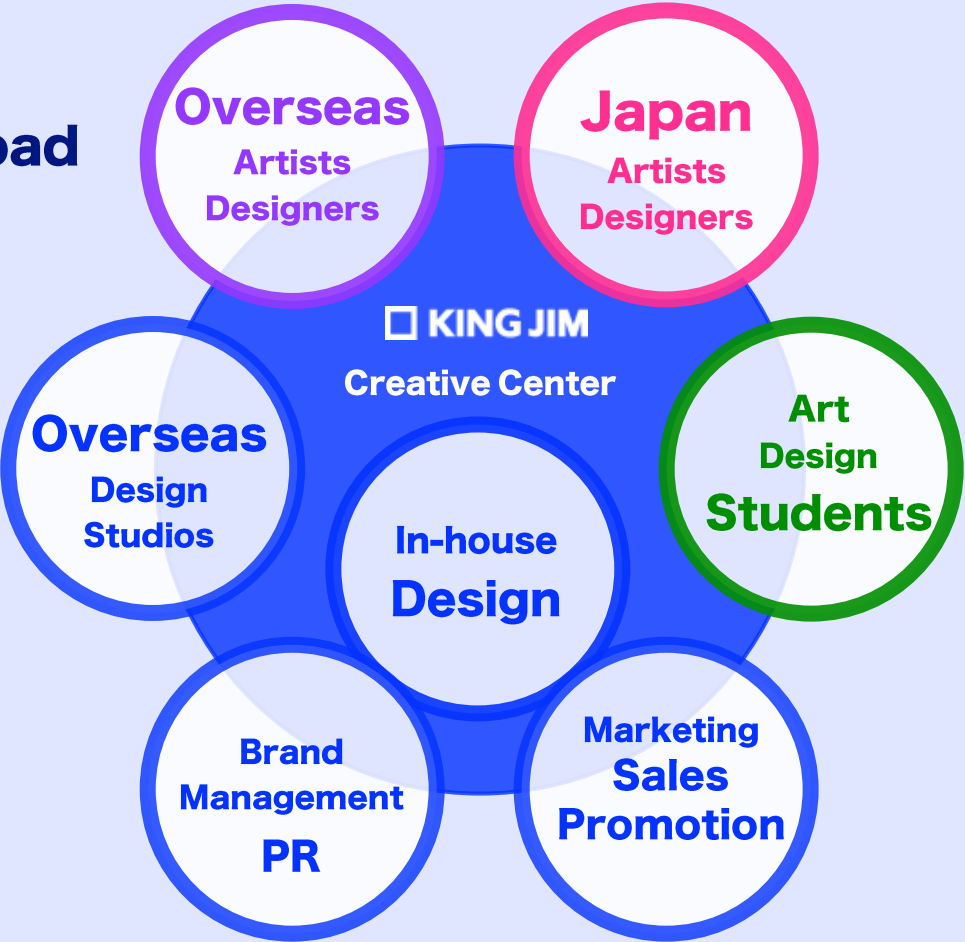 Overseas
Artists
Designers
Japan
Artists
Designers
KING JIM
Creative Center
Overseas
Design
Studios
Art
Design
Students
In-house
Design
Brand
Management
PR
Marketing
Sales
Promotion